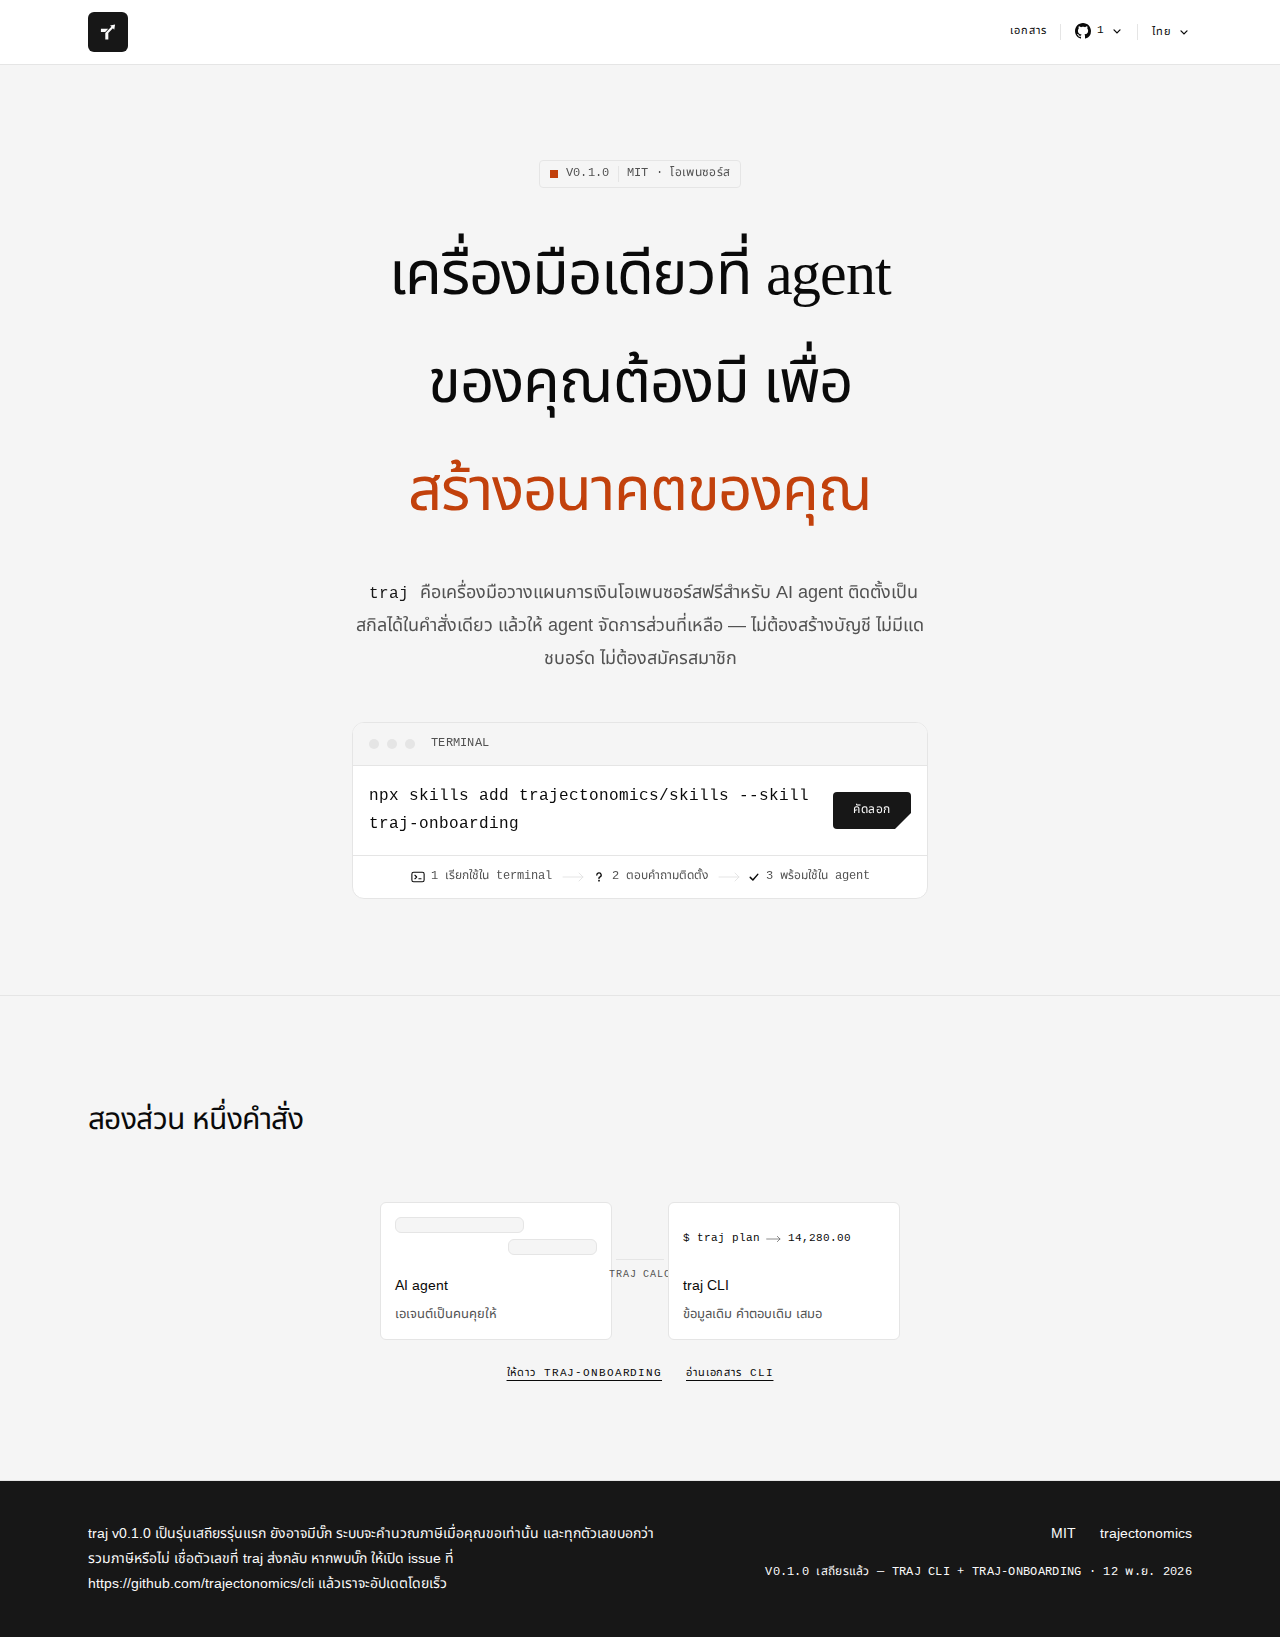 เอกสาร
1
ไทย
V0.1.0
MIT · โอเพนซอร์ส
เครื่องมือเดียวที่ agent
ของคุณต้องมี เพื่อ
สร้างอนาคตของคุณ
traj คือเครื่องมือวางแผนการเงินโอเพนซอร์สฟรีสำหรับ AI agent ติดตั้งเป็น
สกิลได้ในคำสั่งเดียว แล้วให้ agent จัดการส่วนที่เหลือ — ไม่ต้องสร้างบัญชี ไม่มีแด
ชบอร์ด ไม่ต้องสมัครสมาชิก
TERMINAL
npx skills add trajectonomics/skills --skill
traj-onboarding
คัดลอก
1 เรียกใช้ใน terminal
2 ตอบคำถามติดตั้ง
3 พร้อมใช้ใน agent
สองส่วน หนึ่งคำสั่ง
$ traj plan → 14,280.00
TRAJ CALC
AI agent
เอเจนต์เป็นคนคุยให้
traj CLI
ข้อมูลเดิม คำตอบเดิม เสมอ
ให้ดาว TRAJ-ONBOARDING
อ่านเอกสาร CLI
traj v0.1.0 เป็นรุ่นเสถียรรุ่นแรก ยังอาจมีบั๊ก ระบบจะคำนวณภาษีเมื่อคุณขอเท่านั้น และทุกตัวเลขบอกว่า
รวมภาษีหรือไม่ เชื่อตัวเลขที่ traj ส่งกลับ หากพบบั๊ก ให้เปิด issue ที่
https://github.com/trajectonomics/cli แล้วเราจะอัปเดตโดยเร็ว
MIT
trajectonomics
V0.1.0 เสถียรแล้ว — TRAJ CLI + TRAJ-ONBOARDING · 12 พ.ย. 2026